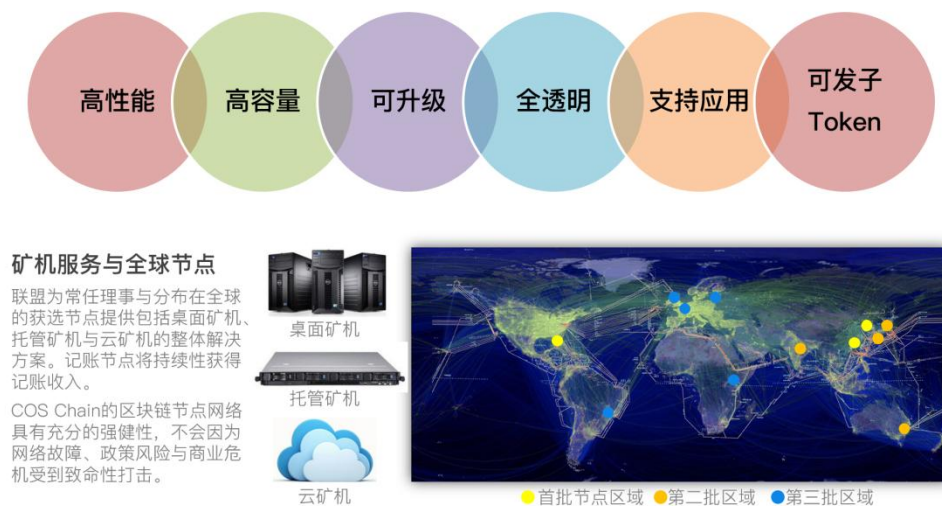 高性能
高容量
可升级
全透明
支持应用
可发子
Token
矿机服务与全球节点
联盟为常任理事与分布在全球
的获选节点提供包括桌面矿机、
托管矿机与云矿机的整体解决
方案。记账节点将持续性获得
记账收入。
COS Chain的区块链节点网络
具有充分的强健性，不会因为
网络故障、政策风险与商业危
机受到致命性打击。
桌面矿机
托管矿机
云矿机
首批节点区域
第二批区域
第三批区域